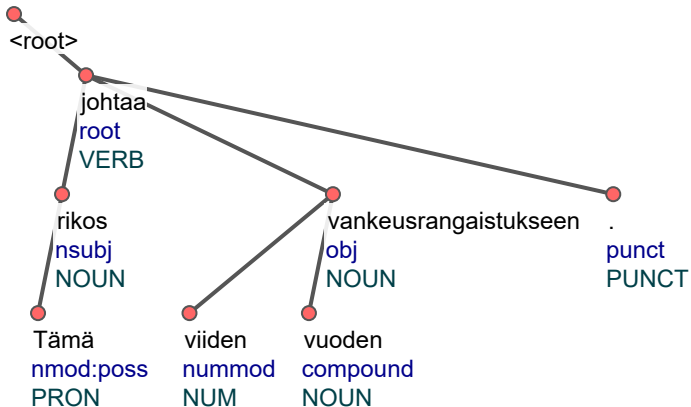 <root>
johtaa
root
VERB
rikos
nsubj
NOUN
vankeusrangaistukseen
obj
NOUN
.
punct
PUNCT
Tämä
nmod:poss
PRON
viiden
nummod
NUM
vuoden
compound
NOUN